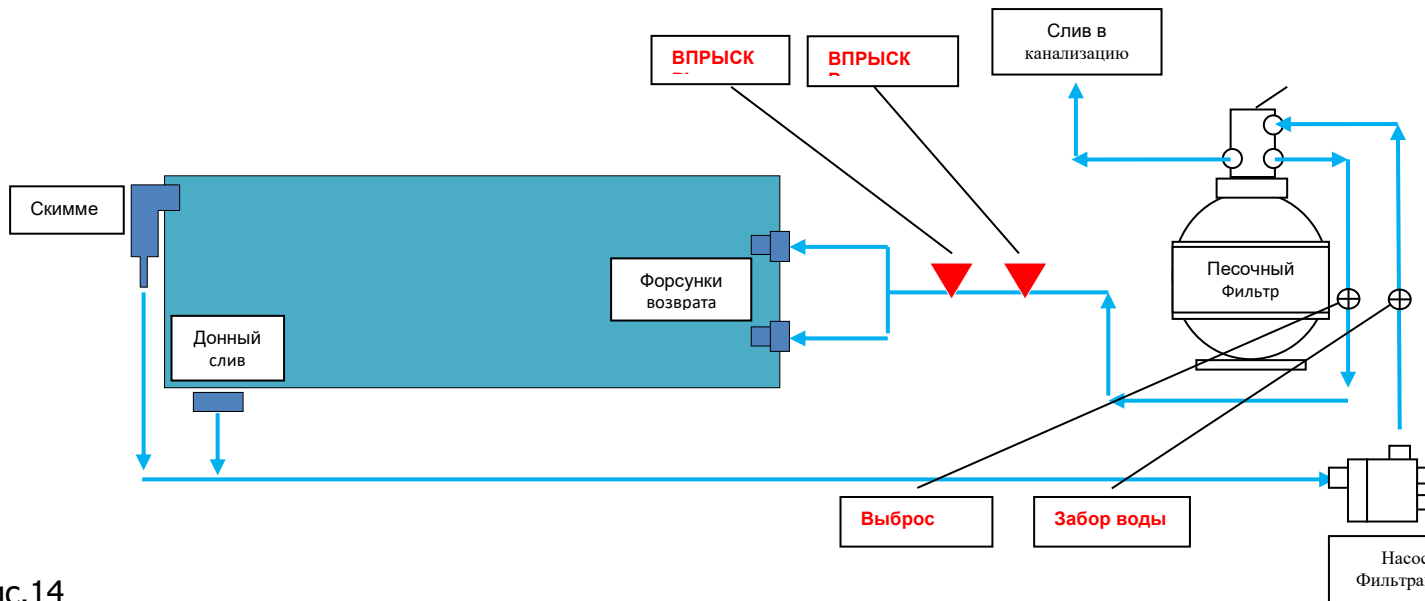 ВПРЫСК
ВПРЫСК
Слив в
канализацию
Скимме
Форсунки
возврата
Песочный
Фильтр
Донный
слив
Выброс
Забор воды
Насос
Фильтра
ис.14